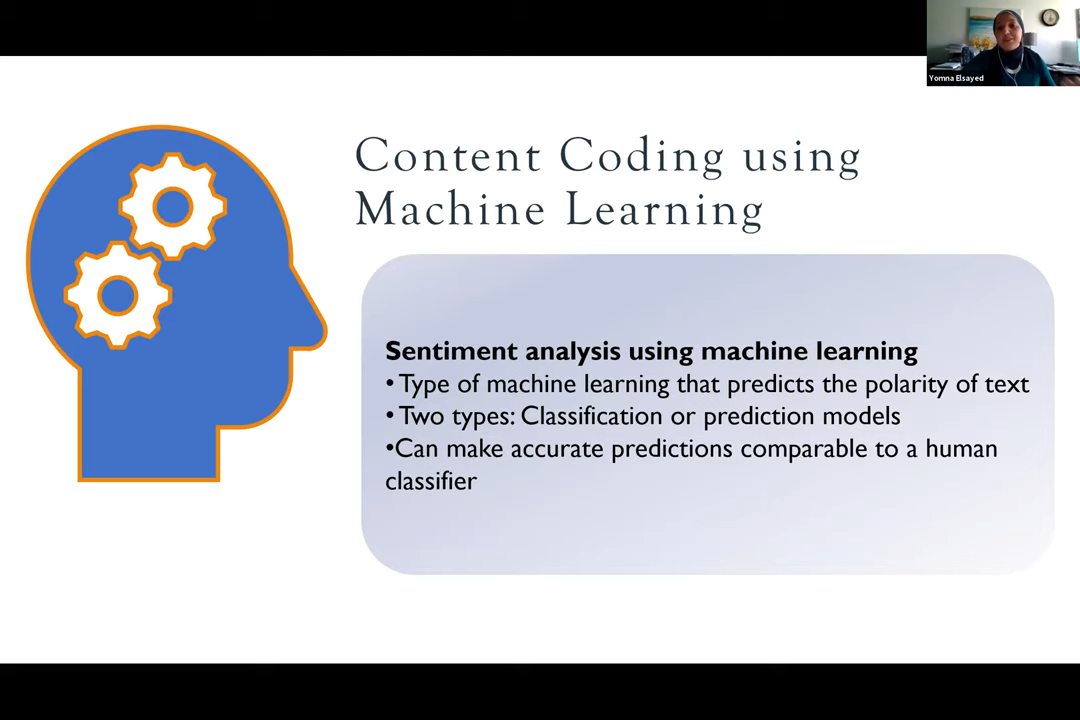 Yomna Elsayed
Content Coding using
Machine Learning
Sentiment analysis using machine learning
• Type of machine learning that predicts the polarity of text
• Two types: Classification or prediction models
•Can make accurate predictions comparable to a human
classifier